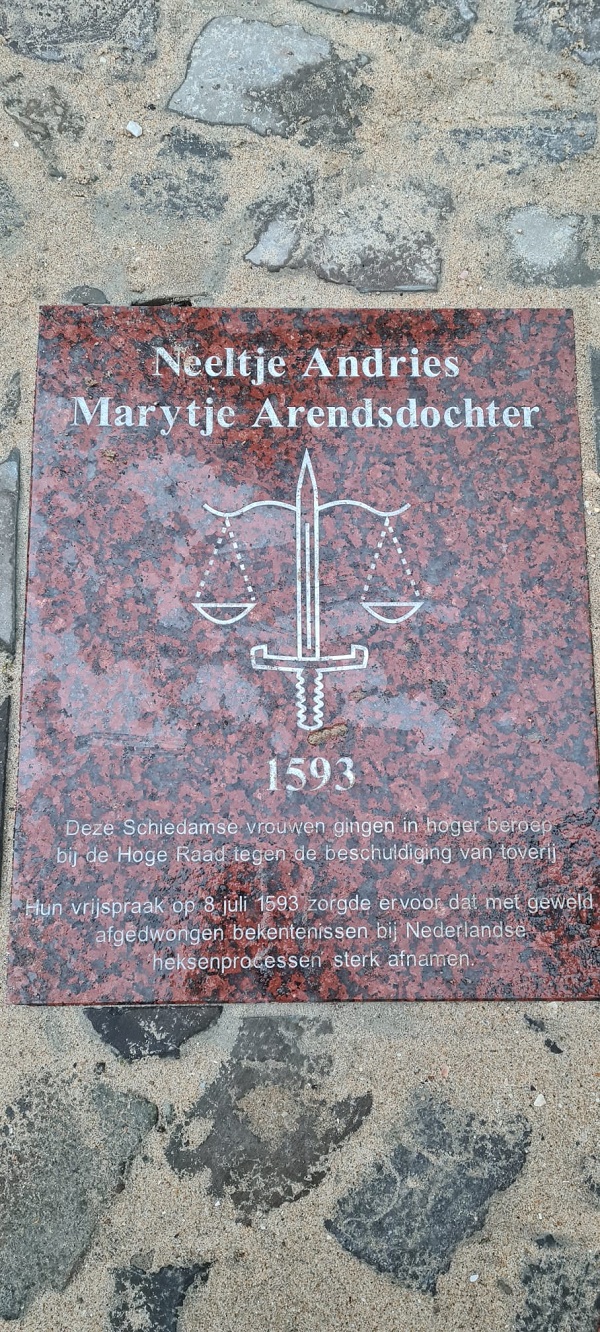 Neeltje Andries
Marytje Arendsdochter
1593
Deze Schiedamse vrouwen gingen in hoger beroep
bij de Hoge Raad tegen de beschuldiging van toverij
Hun vrijspraak op 8 juli 1593 zorgde ervoor dat met geweld
afgedwongen bekentenissen bij Nederlandse
heksenprocessen sterk afnamen.